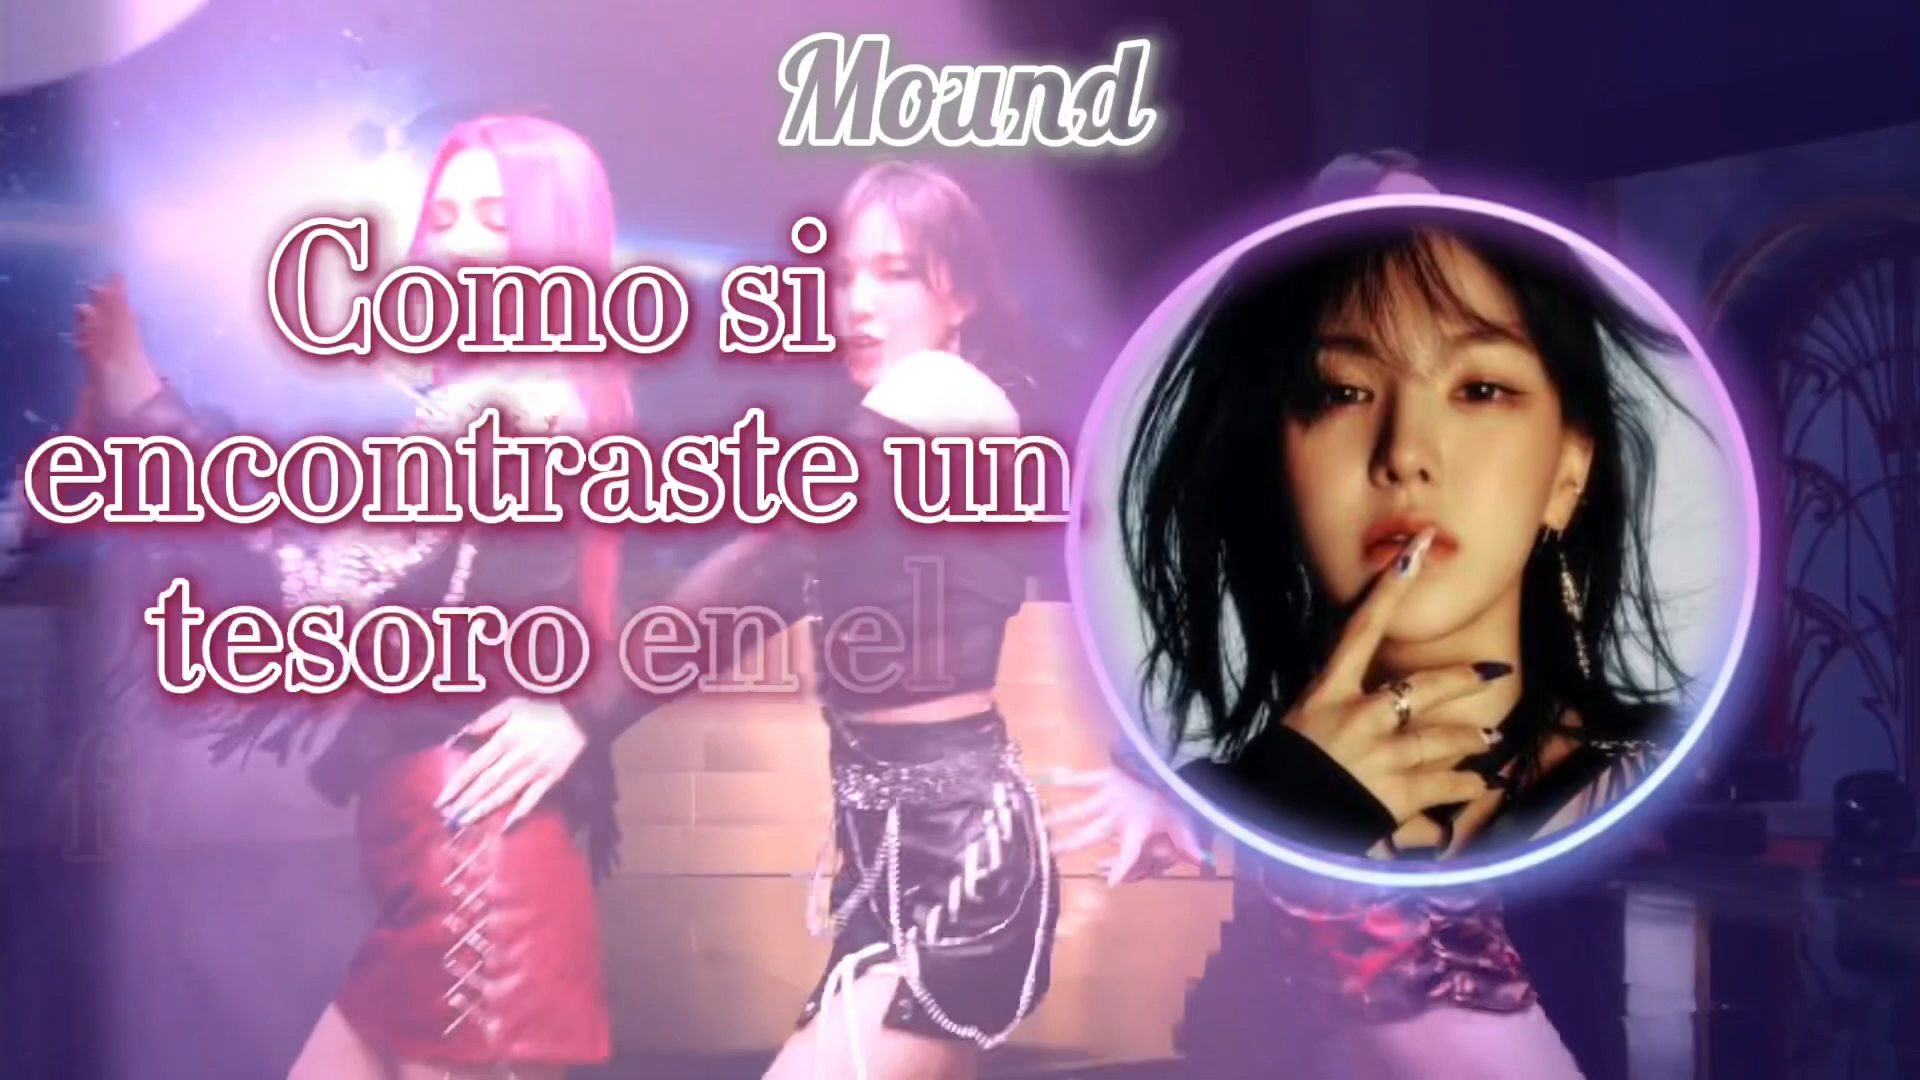 Mound
Como si
encontraste un
tesoro en el
f